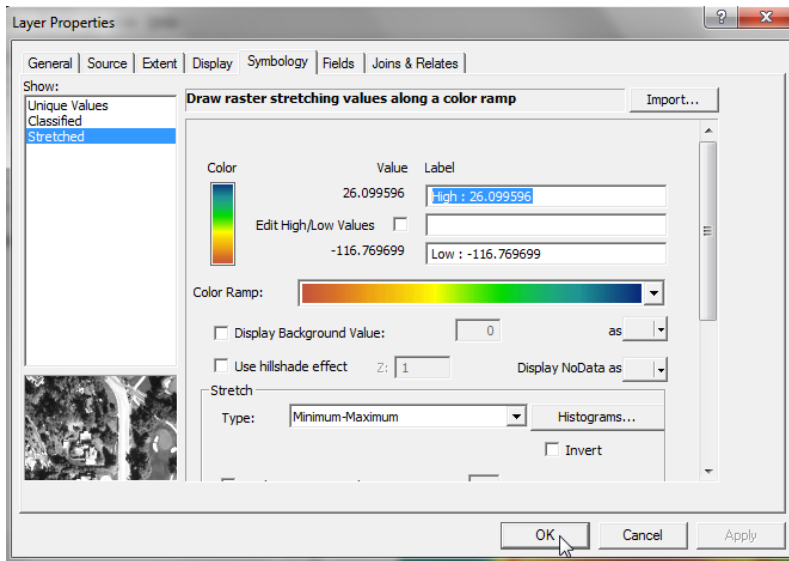 Layer Properties
General Source Extent Display Symbology Fields Joins & Relates
Show:
Unique Values
Classified
Stretched
Draw raster stretching values along a color ramp Import...
Color Value Label
26.099596 High : 26.099596
Edit High/Low Values
-116.769699 Low : -116.769699
Color Ramp:
Display Background Value: 0 as
Use hillshade effect Z: 1 Display NoData as
Stretch
Type: Minimum-Maximum Histograms...
Invert
OK Cancel Apply